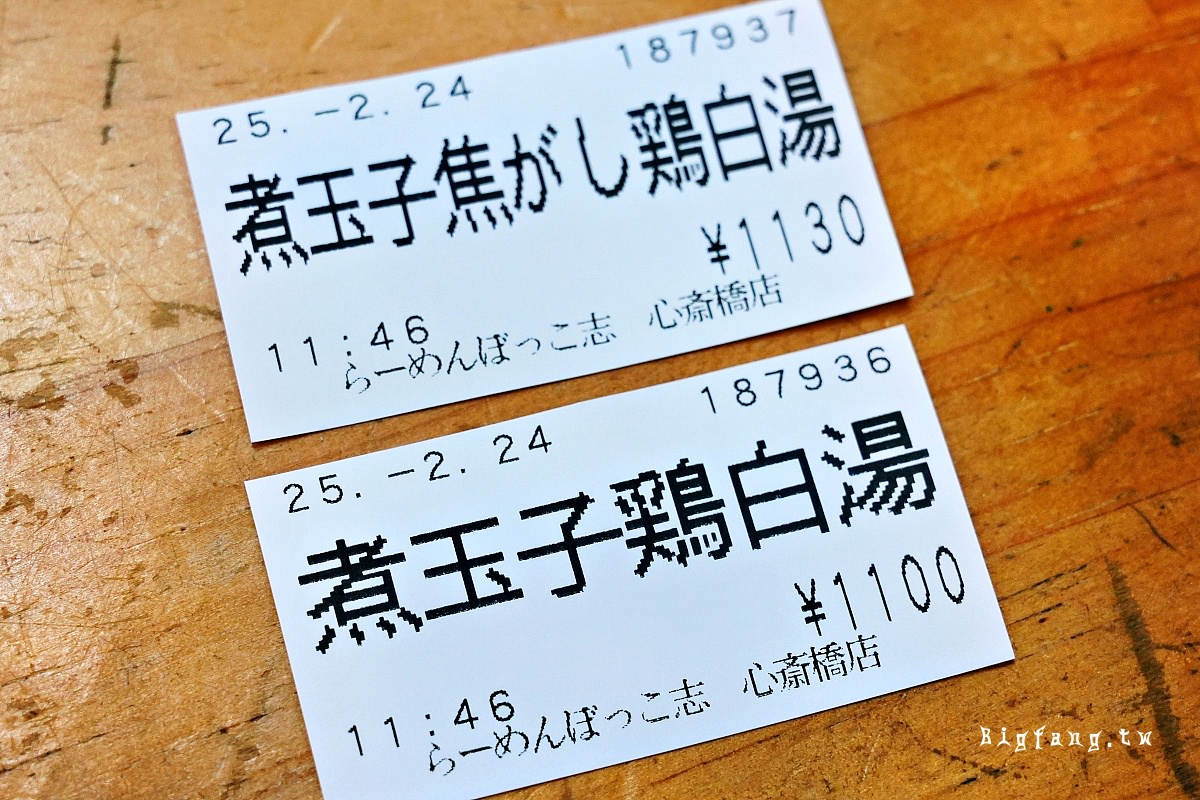 25.-2.24 187937
煮玉子焦がし鶏白湯
¥1130
11:46
らーめんぼっこ志 心斎橋店
25.-2.24 187936
煮玉子鶏白湯
¥1100
11:46
らーめんぼっこ志 心斎橋店
Bigfang.tw